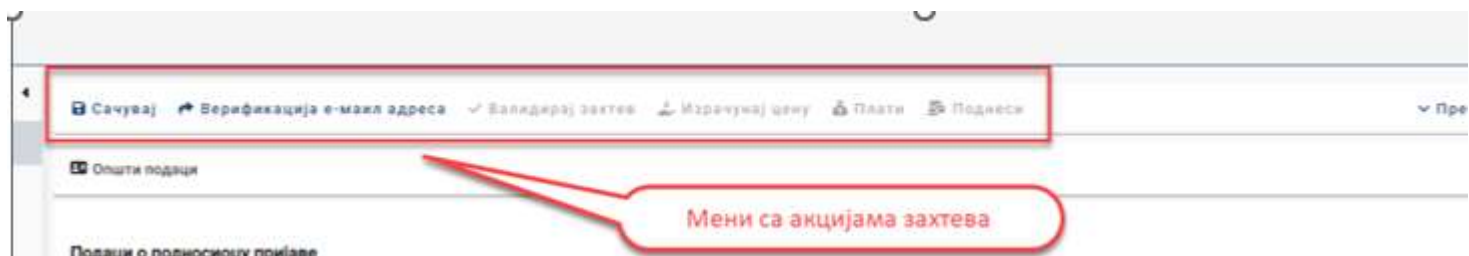 Сачувај Верификација е-маил адреса Валидирај захтев Израчунај цену Плати Поднеси Пре
Општи подаци
Мени са акцијама захтева
Подаци о подносиоцу пријаве